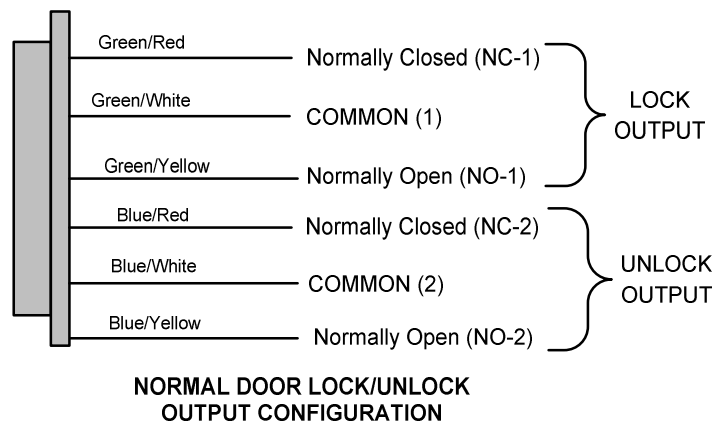 Green/Red
Normally Closed (NC-1)
Green/White
COMMON (1)
Green/Yellow
Normally Open (NO-1)
LOCK
OUTPUT
Blue/Red
Normally Closed (NC-2)
Blue/White
COMMON (2)
Blue/Yellow
Normally Open (NO-2)
UNLOCK
OUTPUT
NORMAL DOOR LOCK/UNLOCK
OUTPUT CONFIGURATION